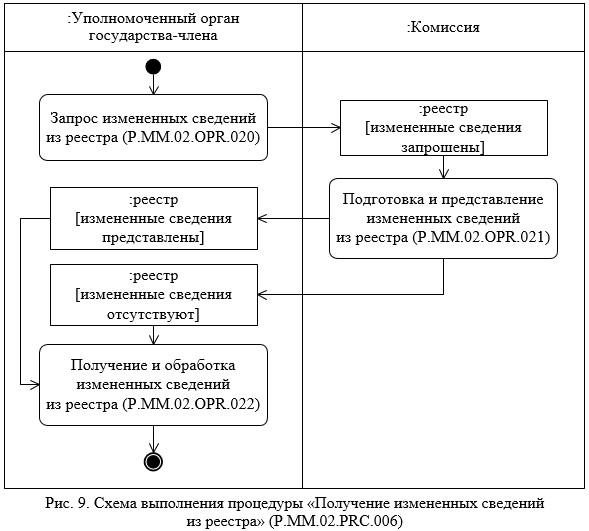 :Уполномоченный орган
государства-члена
:Комиссия
Запрос измененных сведений
из реестра (P.MM.02.OPR.020)
:реестр
[измененные сведения
запрошены]
:реестр
[измененные сведения
представлены]
Подготовка и представление
измененных сведений
из реестра (P.MM.02.OPR.021)
:реестр
[измененные сведения
отсутствуют]
Получение и обработка
измененных сведений
из реестра (P.MM.02.OPR.022)
Рис. 9. Схема выполнения процедуры «Получение измененных сведений
из реестра» (P.MM.02.PRC.006)